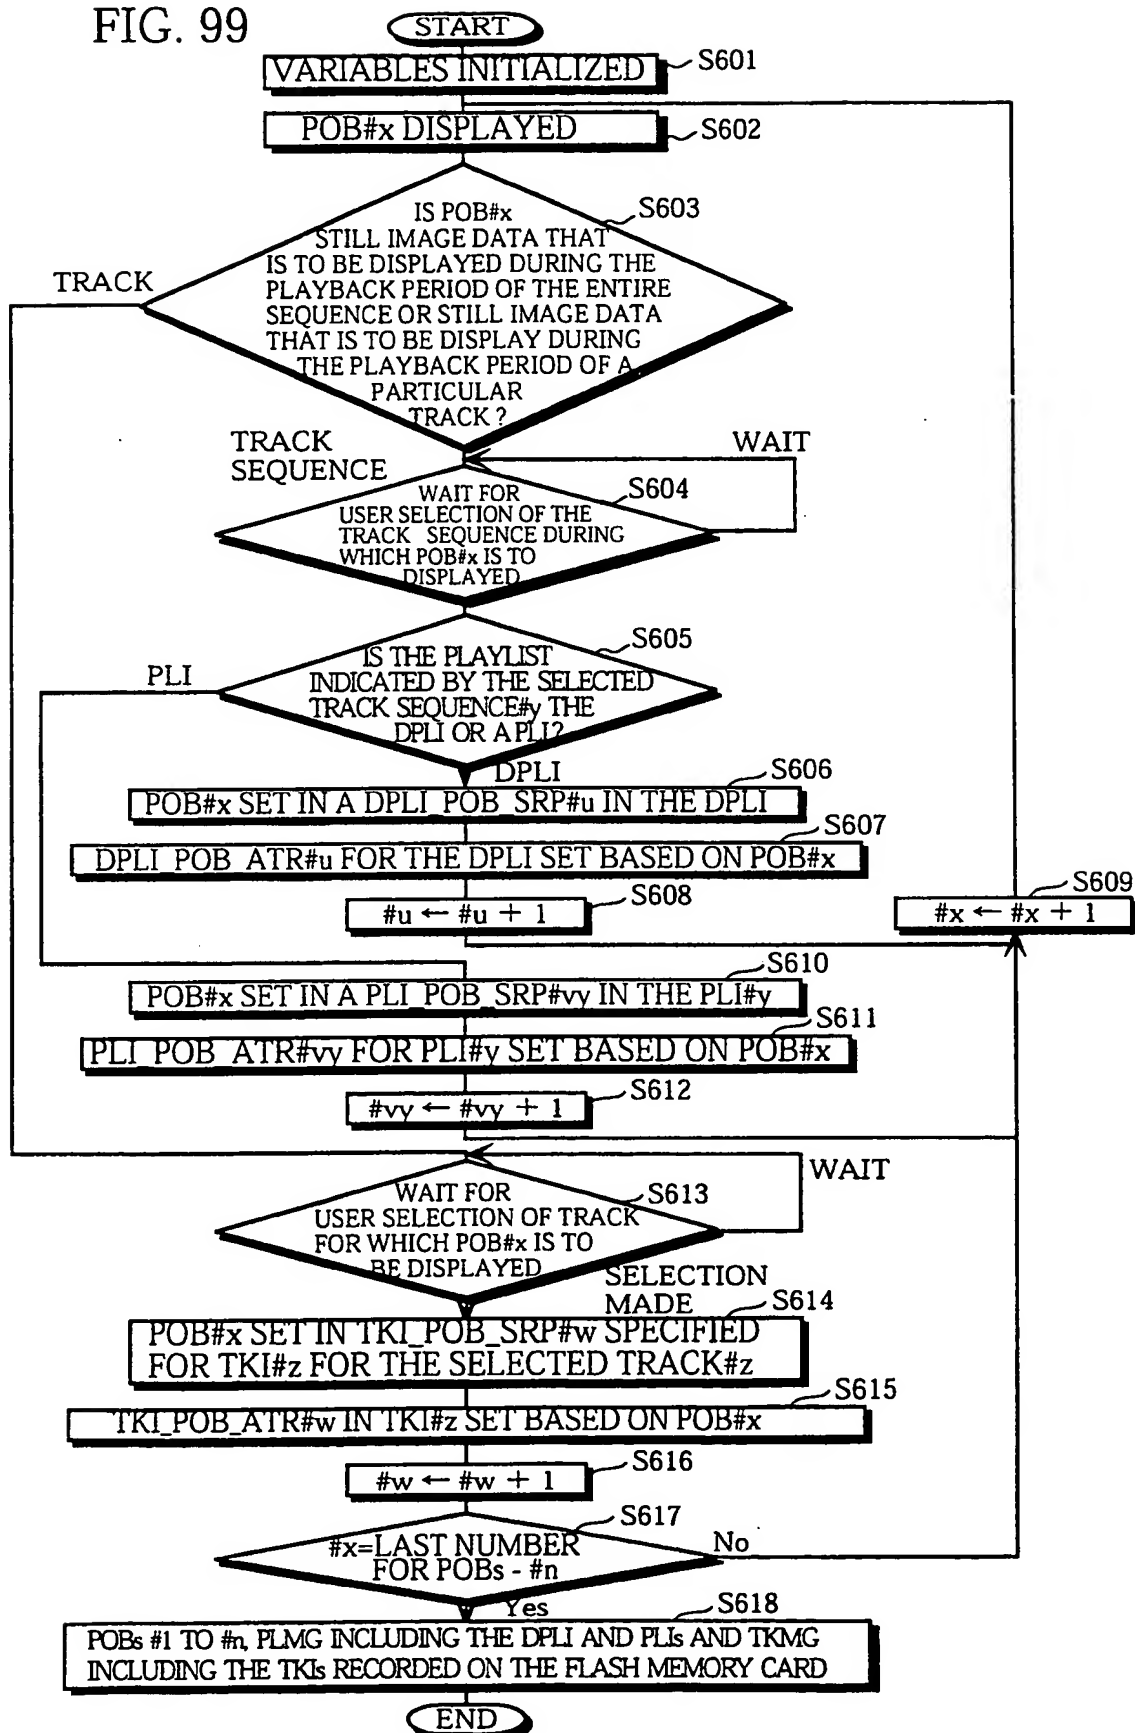 FIG. 99
START
VARIABLES INITIALIZED
S601
POB#x DISPLAYED
S602
IS POB#x
STILL IMAGE DATA THAT
IS TO BE DISPLAYED DURING THE
PLAYBACK PERIOD OF THE ENTIRE
SEQUENCE OR STILL IMAGE DATA
THAT IS TO BE DISPLAY DURING
THE PLAYBACK PERIOD OF A
PARTICULAR
TRACK ?
S603
TRACK
TRACK
SEQUENCE
WAIT
WAIT FOR
USER SELECTION OF THE
TRACK SEQUENCE DURING
WHICH POB#x IS TO
DISPLAYED
S604
IS THE PLAYLIST
INDICATED BY THE SELECTED
TRACK SEQUENCE#y THE
DPLI OR A PLI?
S605
PLI
DPLI
POB#x SET IN A DPLI_POB_SRP#u IN THE DPLI
S606
DPLI_POB_ATR#u FOR THE DPLI SET BASED ON POB#x
S607
#u ← #u + 1
S608
#x ← #x + 1
S609
POB#x SET IN A PLI_POB_SRP#vy IN THE PLI#y
S610
PLI_POB_ATR#vy FOR PLI#y SET BASED ON POB#x
S611
#vy ← #vy + 1
S612
WAIT
WAIT FOR
USER SELECTION OF TRACK
FOR WHICH POB#x IS TO
BE DISPLAYED
S613
SELECTION
MADE
POB#x SET IN TKI_POB_SRP#w SPECIFIED
FOR TKI#z FOR THE SELECTED TRACK#z
S614
TKI_POB_ATR#w IN TKI#z SET BASED ON POB#x
S615
#w ← #w + 1
S616
#x=LAST NUMBER
FOR POBs - #n
S617
No
Yes
POBs #1 TO #n, PLMG INCLUDING THE DPLI AND PLIs AND TKMG
INCLUDING THE TKIs RECORDED ON THE FLASH MEMORY CARD
S618
END